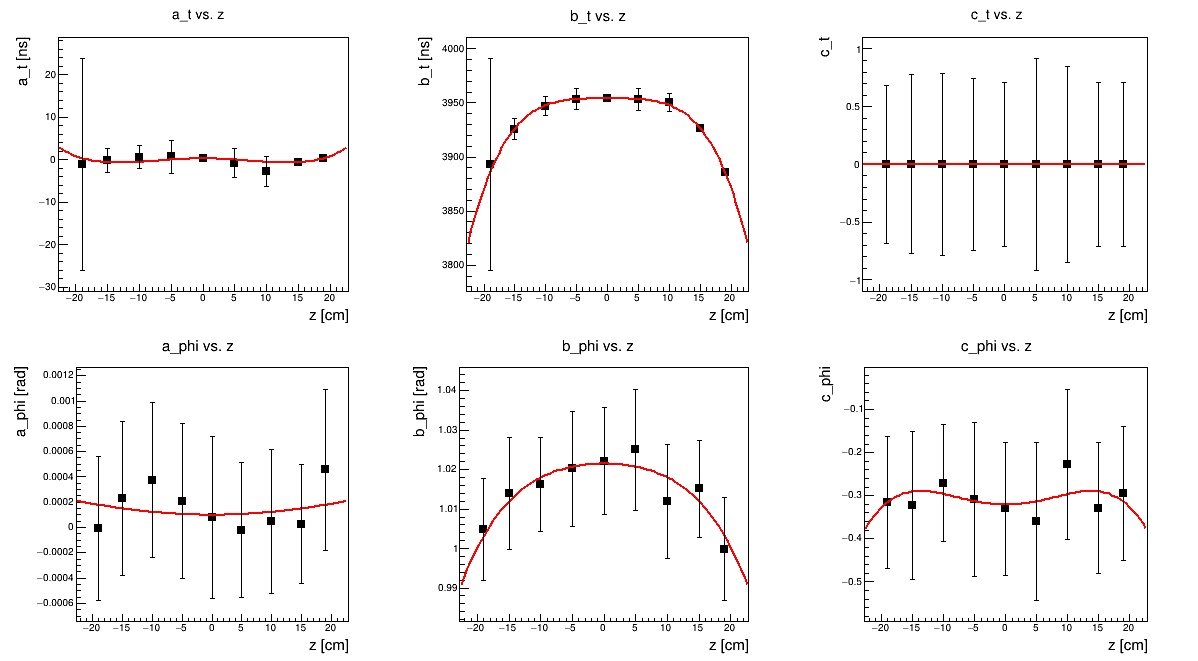 a_t vs. z
a_t [ns]
20
10
0
−10
−20
−30
−20 −15 −10 −5 0 5 10 15 20
z [cm]
b_t vs. z
b_t [ns]
4000
3950
3900
3850
3800
−20 −15 −10 −5 0 5 10 15 20
z [cm]
c_t vs. z
c_t
1
0.5
0
−0.5
−1
−20 −15 −10 −5 0 5 10 15 20
z [cm]
a_phi vs. z
a_phi [rad]
0.0012
0.001
0.0008
0.0006
0.0004
0.0002
0
−0.0002
−0.0004
−0.0006
−20 −15 −10 −5 0 5 10 15 20
z [cm]
b_phi vs. z
b_phi [rad]
1.04
1.03
1.02
1.01
1
0.99
−20 −15 −10 −5 0 5 10 15 20
z [cm]
c_phi vs. z
c_phi
−0.1
−0.2
−0.3
−0.4
−0.5
−20 −15 −10 −5 0 5 10 15 20
z [cm]